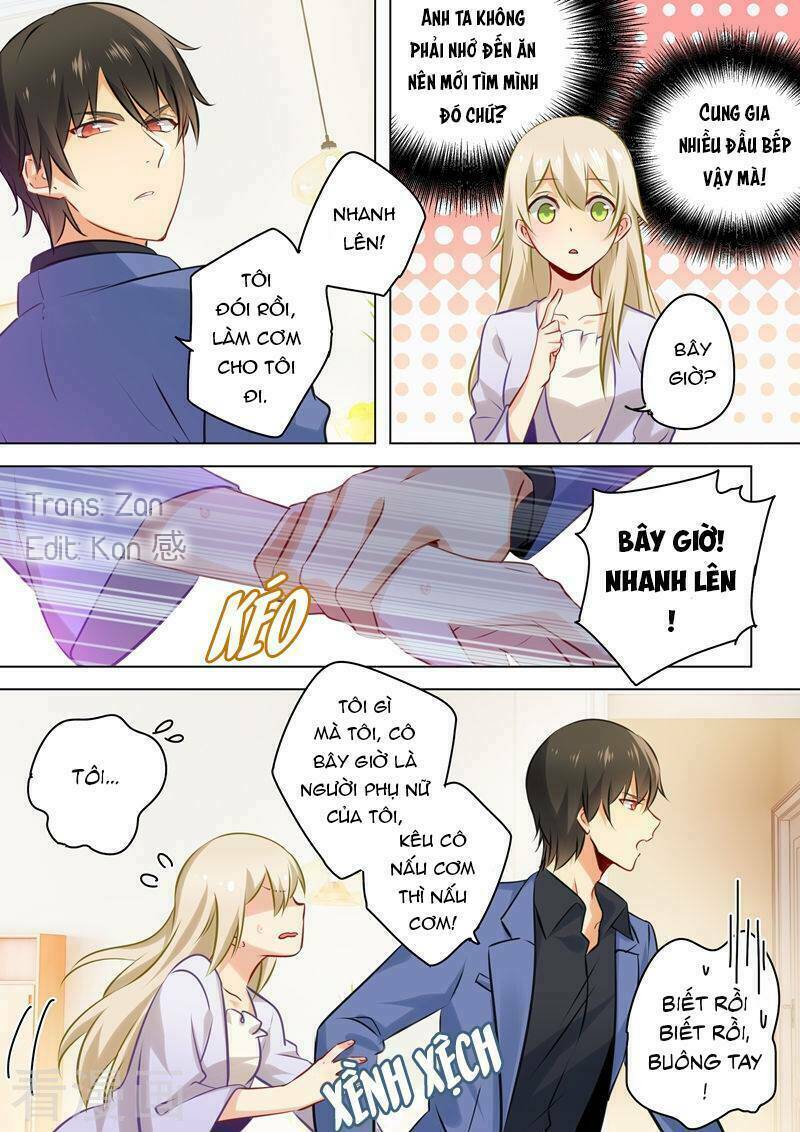 NHANH
LÊN!
TÔI
ĐÓI RỒI,
LÀM CƠM
CHO TÔI
ĐI.
ANH TA KHÔNG
PHẢI NHỚ ĐẾN ĂN
NÊN MỚI TÌM MÌNH
ĐÓ CHỨ?
CUNG GIA
NHIỀU ĐẦU BẾP
VẬY MÀ!
BÂY
GIỜ?
Trans: Zan
Edit: Kan 感
KÉO
BÂY GIỜ!
NHANH LÊN
!
TÔI...
TÔI GÌ
MÀ TÔI, CÔ
BÂY GIỜ LÀ
NGƯỜI PHỤ NỮ
CỦA TÔI,
KÊU CÔ
NẤU CƠM
THÌ NẤU
CƠM!
BIẾT RỒI
BIẾT RỒI,
BUÔNG TAY
!
XỀNH XỆCH
看漫画